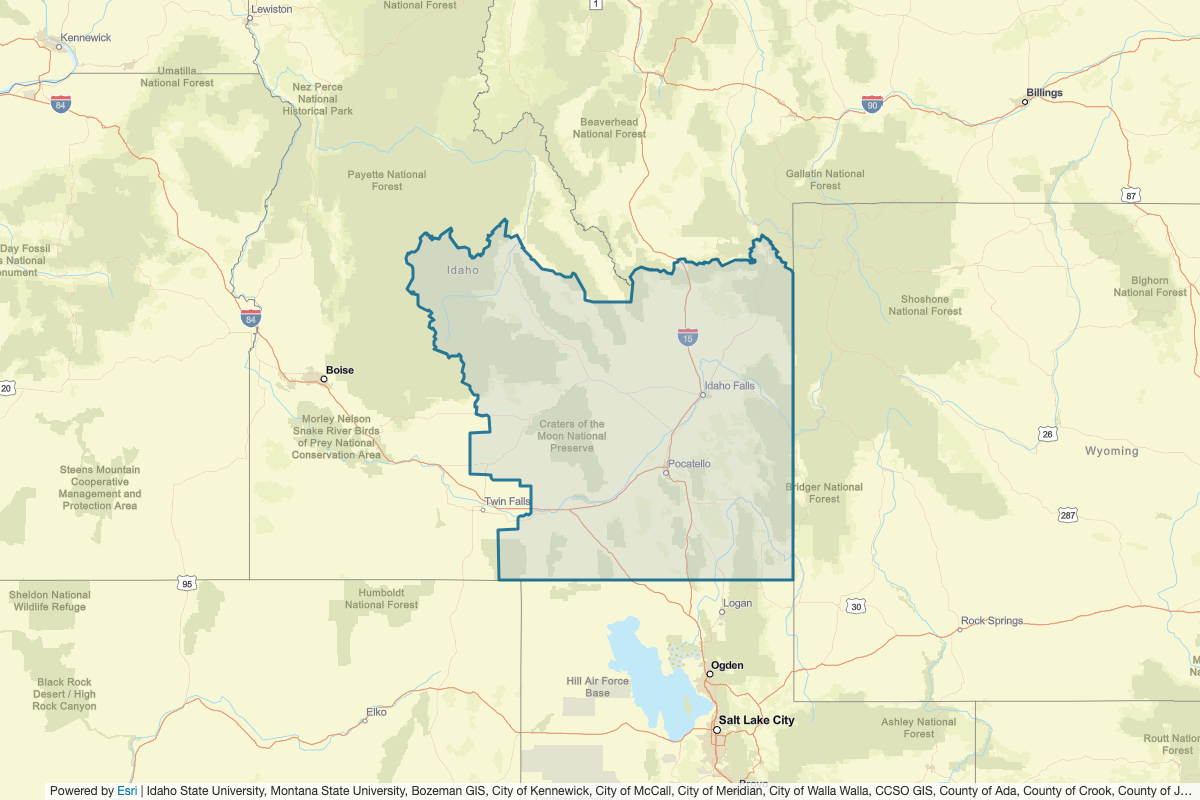 National Forest
1
Lewiston
Kennewick
Umatilla
National Forest
84
Nez Perce
National
Historical Park
Beaverhead
National Forest
90
Billings
Payette National
Forest
Gallatin National
Forest
87
Day Fossil
s National
onument
Idaho
Shoshone
National Forest
Bighorn
National Forest
84
15
Boise
20
Idaho Falls
Morley Nelson
Snake River Birds
of Prey National
Conservation Area
Craters of the
Moon National
Preserve
26
Wyoming
Steens Mountain
Cooperative
Management and
Protection Area
Pocatello
Twin Falls
Bridger National
Forest
287
95
Sheldon National
Wildlife Refuge
Humboldt
National Forest
Logan
30
Rock Springs
Ogden
Hill Air Force
Base
Black Rock
Desert / High
Rock Canyon
Elko
Salt Lake City
Ashley National
Forest
Routt Nation
Forest
Powered by Esri | Idaho State University, Montana State University, Bozeman GIS, City of Kennewick, City of McCall, City of Meridian, City of Walla Walla, CCSO GIS, County of Ada, County of Crook, County of J...